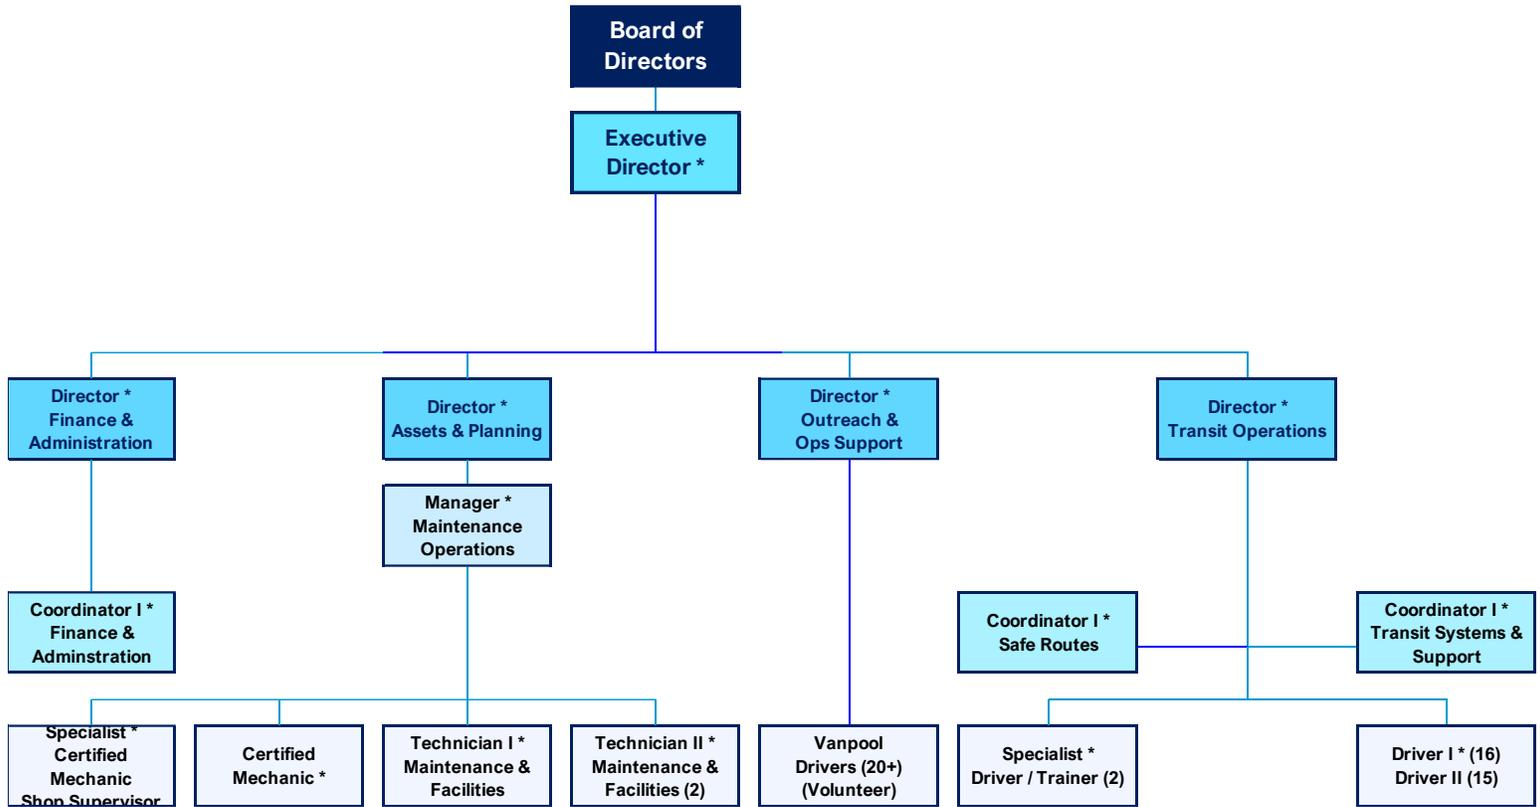 Board of
Directors
Executive
Director *
Director *
Finance &
Administration
Director *
Assets & Planning
Director *
Outreach &
Ops Support
Director *
Transit Operations
Manager *
Maintenance
Operations
Coordinator I *
Finance &
Adminstration
Coordinator I *
Safe Routes
Coordinator I *
Transit Systems &
Support
Specialist *
Certified
Mechanic
Shop Supervisor
Certified
Mechanic *
Technician I *
Maintenance &
Facilities
Technician II *
Maintenance &
Facilities (2)
Vanpool
Drivers (20+)
(Volunteer)
Specialist *
Driver / Trainer (2)
Driver I * (16)
Driver II (15)